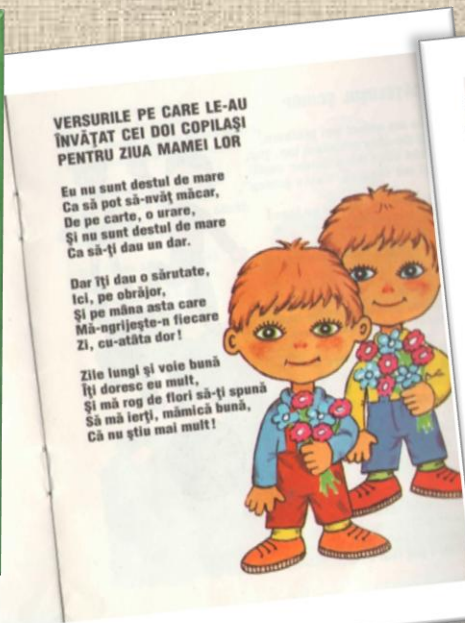 VERSURILE PE CARE LE-AU
ÎNVĂȚAT CEI DOI COPILAȘI
PENTRU ZIUA MAMEI LOR
Eu nu sunt destul de mare
Ca să pot să-nvăț măcar,
De pe carte, o urare,
Și nu sunt destul de mare
Ca să-ți dau un dar.
Dar îți dau o sărutate,
Ici, pe obrăjor,
Și pe mâna asta care
Mă-ngrijește-n fiecare
Zi, cu-atâta dor!
Zile lungi și voie bună
Îți doresc eu mult,
Și mă rog de flori să-ți spună
Să mă ierți, mămică bună,
Că nu știu mai mult!